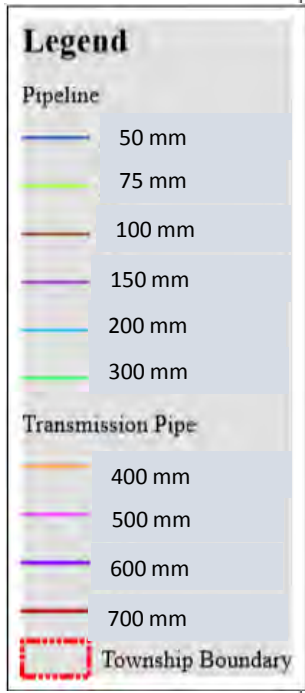 Legend
Pipeline
50 mm
75 mm
100 mm
150 mm
200 mm
300 mm
Transmission Pipe
400 mm
500 mm
600 mm
700 mm
Township Boundary